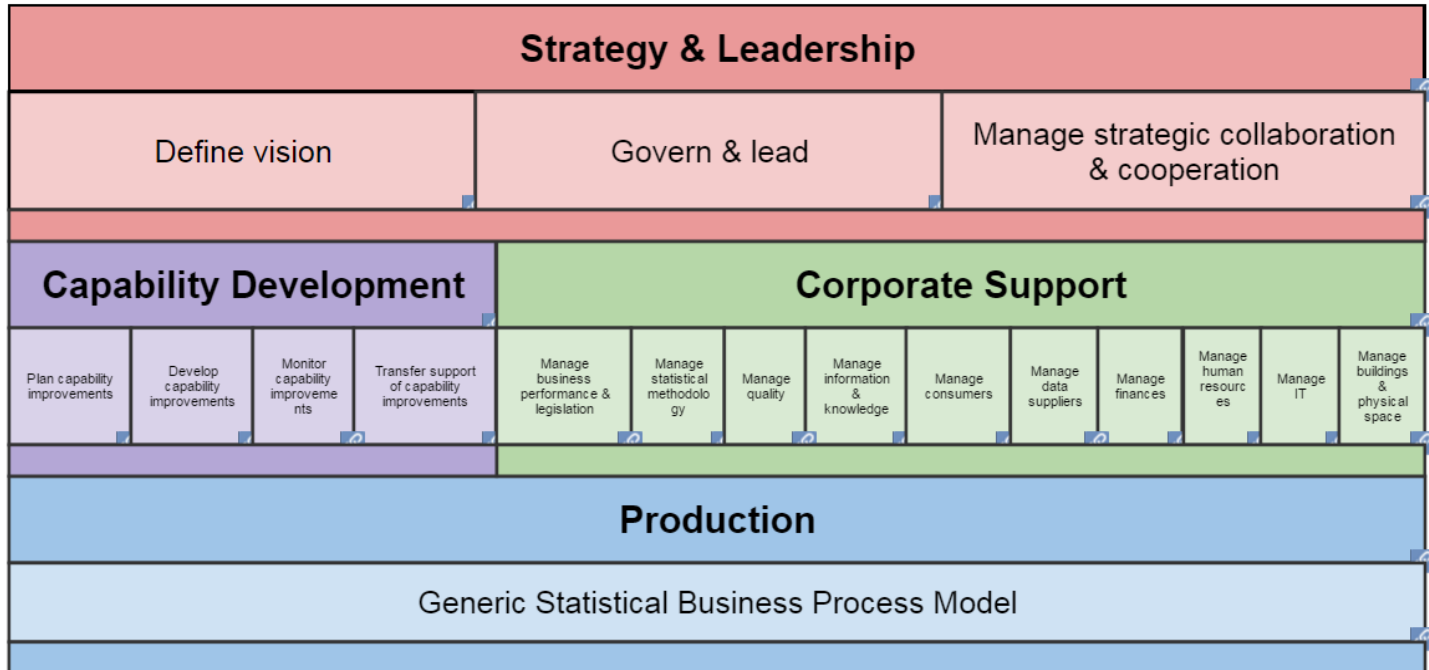 Strategy & Leadership
Define vision
Govern & lead
Manage strategic collaboration
& cooperation
Capability Development
Corporate Support
Plan capability
improvements
Develop
capability
improvements
Monitor
capability
improveme
nts
Transfer support
of capability
improvements
Manage
business
performance &
legislation
Manage
statistical
methodolo
gy
Manage
quality
Manage
information
&
knowledge
Manage
consumers
Manage
data
suppliers
Manage
finances
Manage
human
resourc
es
Manage
IT
Manage
buildings
&
physical
space
Production
Generic Statistical Business Process Model